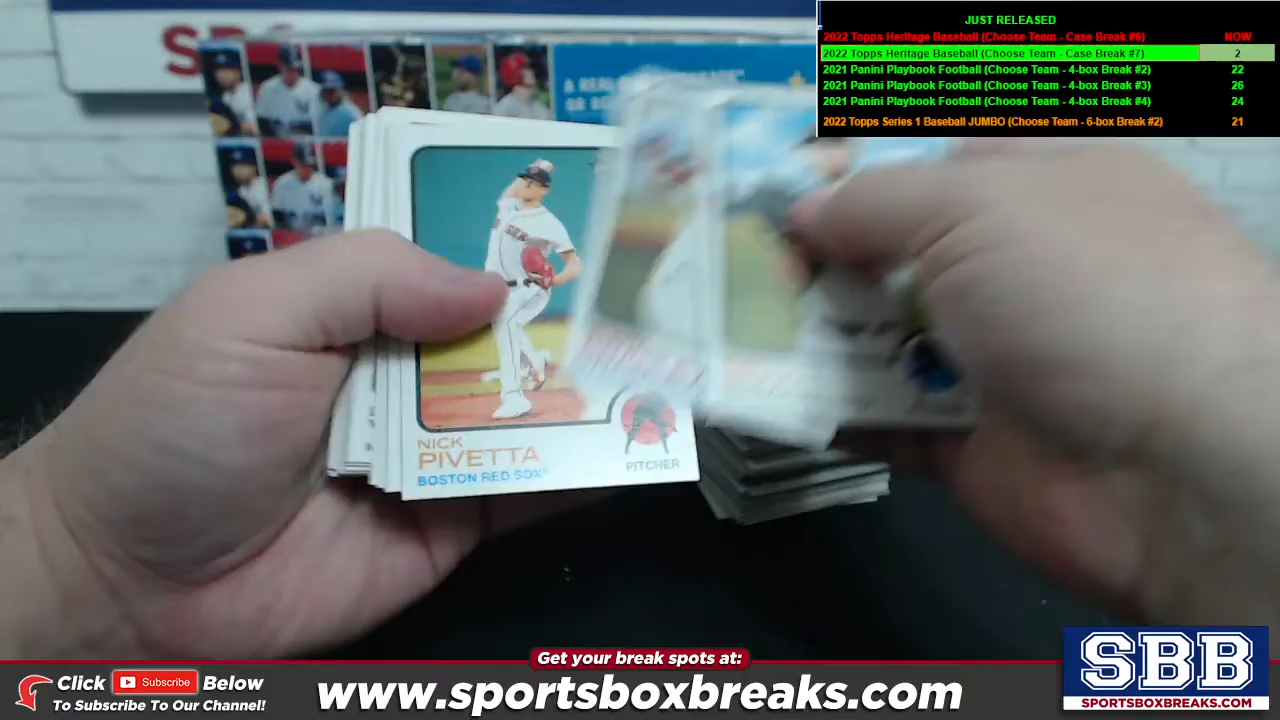 JUST RELEASED
2022 Topps Heritage Baseball (Choose Team - Case Break #6) NOW
2022 Topps Heritage Baseball (Choose Team - Case Break #7) 2
2021 Panini Playbook Football (Choose Team - 4-box Break #2) 22
2021 Panini Playbook Football (Choose Team - 4-box Break #3) 26
2021 Panini Playbook Football (Choose Team - 4-box Break #4) 24
2022 Topps Series 1 Baseball JUMBO (Choose Team - 6-box Break #2) 21
NICK
PIVETTA
BOSTON RED SOX
PITCHER
Get your break spots at:
Click Subscribe Below
To Subscribe To Our Channel!
www.sportsboxbreaks.com
SBB
SPORTSBOXBREAKS.COM